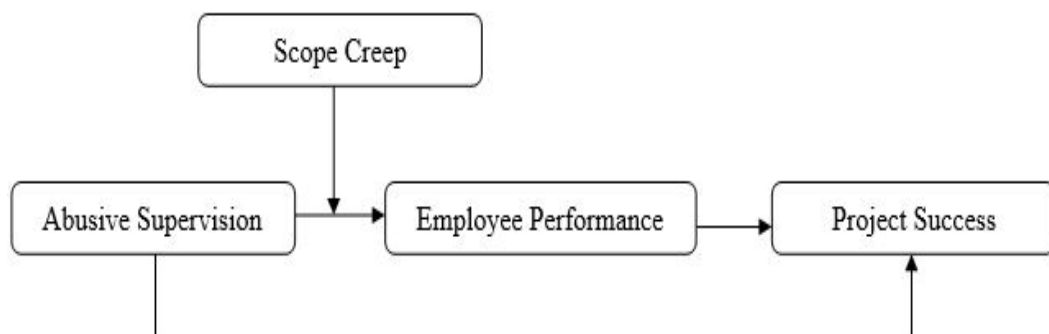 Scope Creep
Abusive Supervision
Employee Performance
Project Success